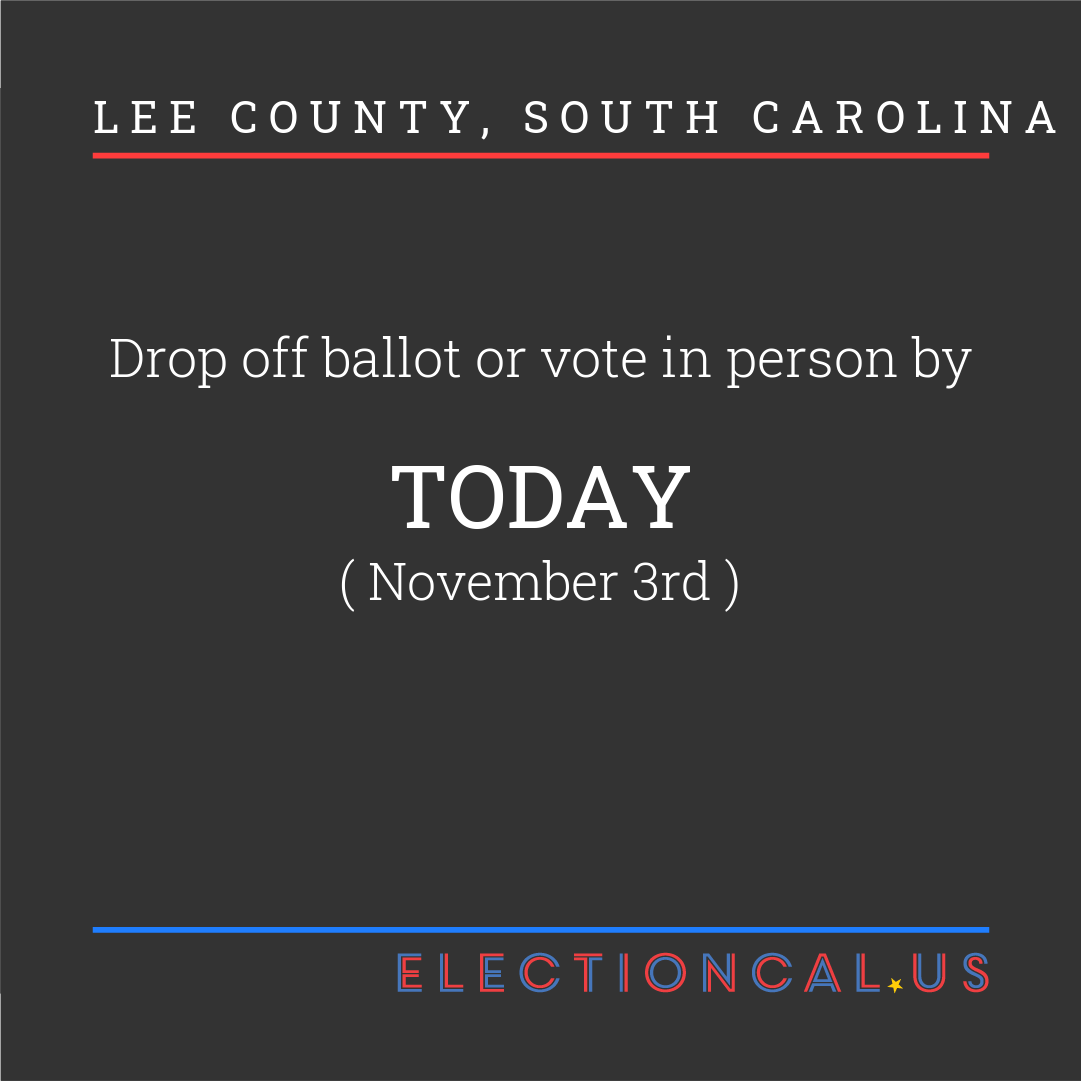 LEE COUNTY, SOUTH CAROLINA
Drop off ballot or vote in person by
TODAY
( November 3rd )
ELECTIONCAL.US